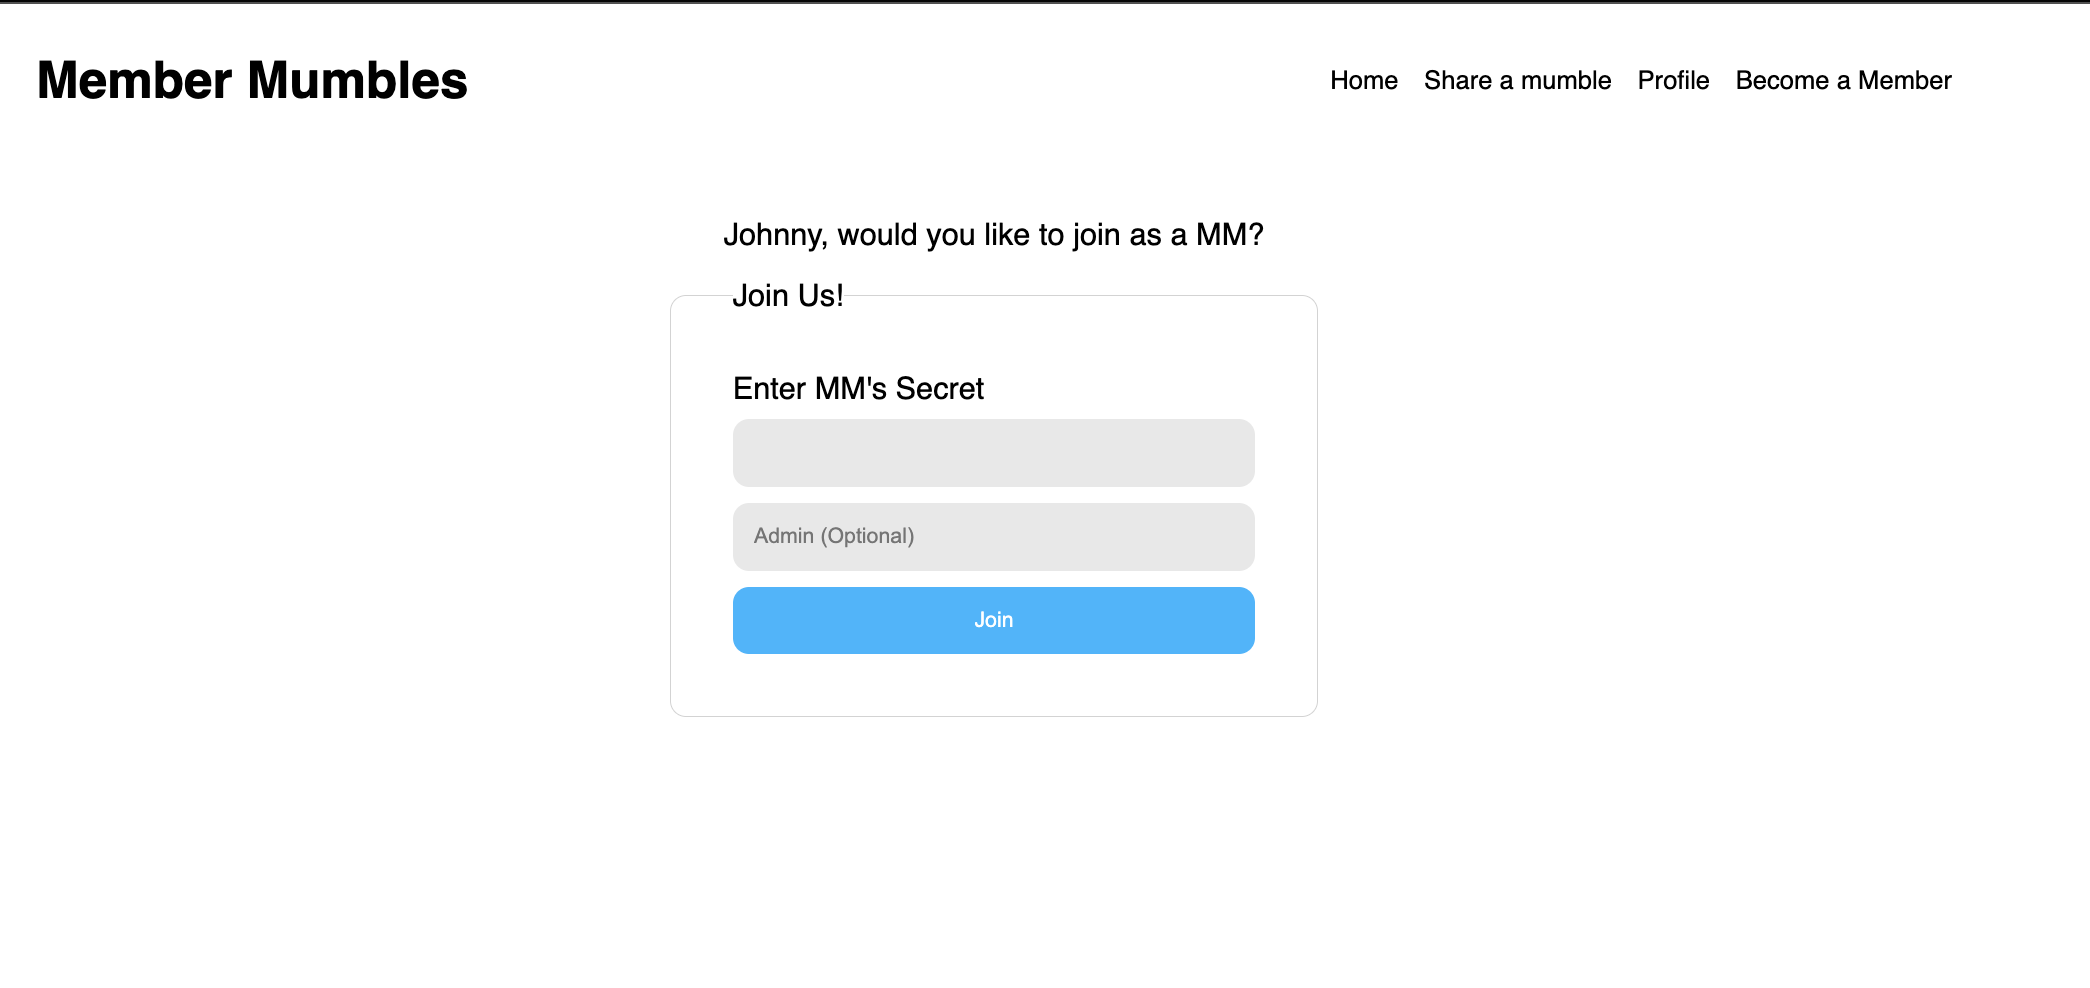 Member Mumbles
Home Share a mumble Profile Become a Member
Johnny, would you like to join as a MM?
Join Us!
Enter MM's Secret
Admin (Optional)
Join